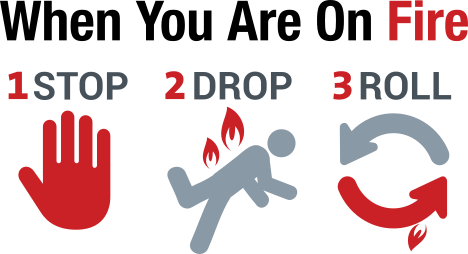 When You Are On Fire
1 STOP 2 DROP 3 ROLL